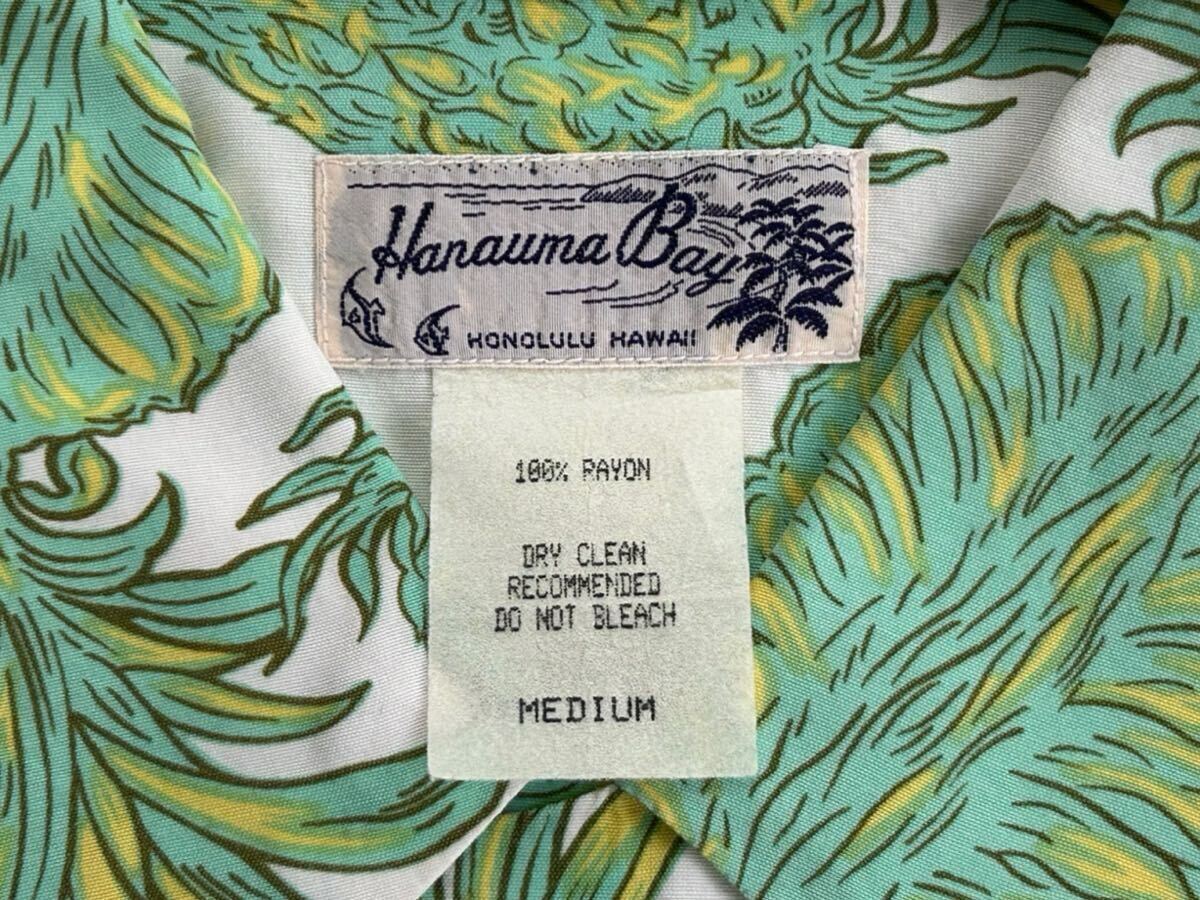 Hanauma Bay
HONOLULU HAWAII
100% RAYON
DRY CLEAN
RECOMMENDED
DO NOT BLEACH
MEDIUM